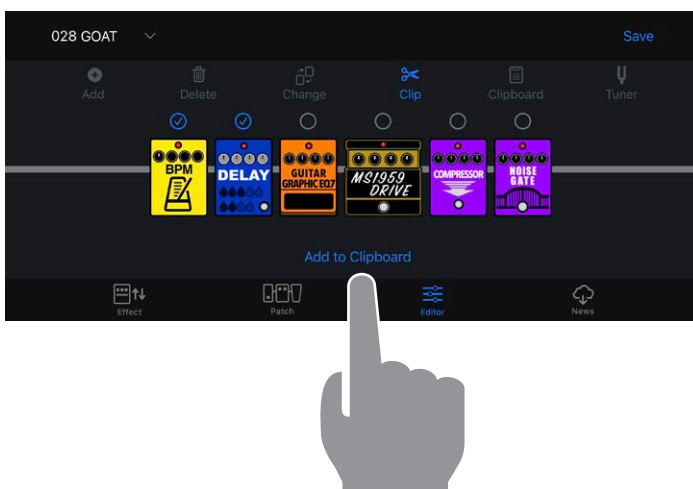 028 GOAT Save
Add Delete Change Clip Clipboard Tuner
BPM
DELAY
GUITAR
GRAPHIC EQ7
MS1959
DRIVE
COMPRESSOR
NOISE
GATE
Add to Clipboard
Effect Patch Editor News